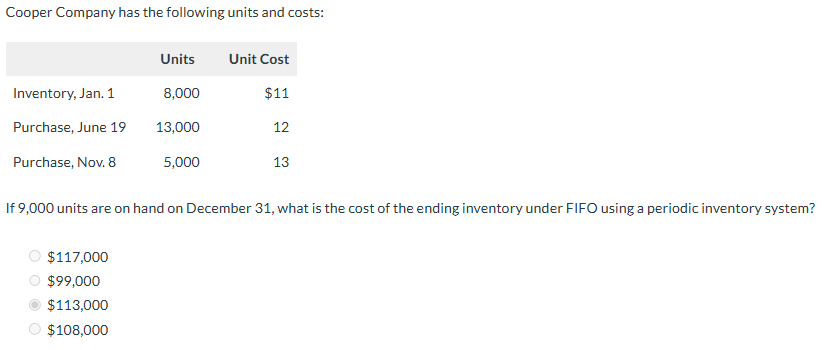 Cooper Company has the following units and costs:
Units Unit Cost
Inventory, Jan. 1 8,000 $11
Purchase, June 19 13,000 12
Purchase, Nov. 8 5,000 13
If 9,000 units are on hand on December 31, what is the cost of the ending inventory under FIFO using a periodic inventory system?
$117,000
$99,000
$113,000
$108,000